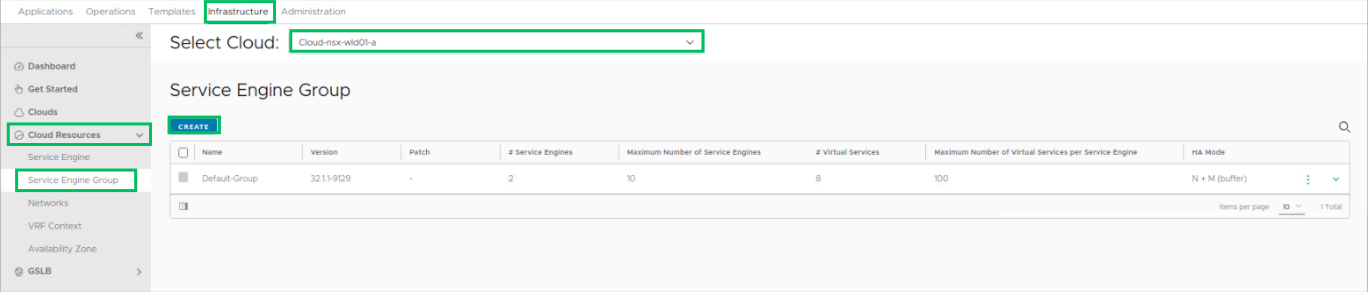 Applications Operations Templates Infrastructure Administration
Select Cloud: Cloud-nsx-wld01-a
Dashboard
Get Started
Clouds
Cloud Resources
Service Engine
Service Engine Group
Networks
VRF Context
Availability Zone
GSLB
Service Engine Group
CREATE
Name Version Patch # Service Engines Maximum Number of Service Engines # Virtual Services Maximum Number of Virtual Services per Service Engine HA Mode
Default-Group 32.1.1-9129 - 2 10 8 100 N + M (buffer)
Items per page 10 1 Total